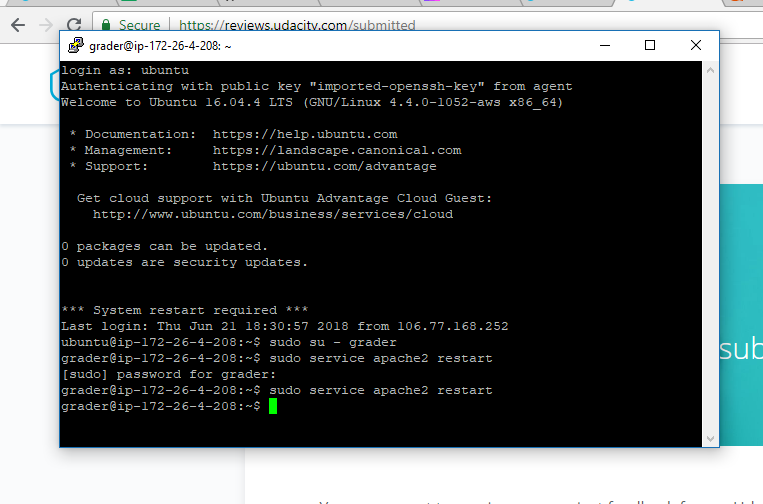 Secure | https://reviews.udacity.com/submitted
grader@ip-172-26-4-208: ~
login as: ubuntu
Authenticating with public key "imported-openssh-key" from agent
Welcome to Ubuntu 16.04.4 LTS (GNU/Linux 4.4.0-1052-aws x86_64)
* Documentation:  https://help.ubuntu.com
* Management:     https://landscape.canonical.com
* Support:        https://ubuntu.com/advantage
Get cloud support with Ubuntu Advantage Cloud Guest:
http://www.ubuntu.com/business/services/cloud
0 packages can be updated.
0 updates are security updates.
*** System restart required ***
Last login: Thu Jun 21 18:30:57 2018 from 106.77.168.252
ubuntu@ip-172-26-4-208:~$ sudo su - grader
grader@ip-172-26-4-208:~$ sudo service apache2 restart
[sudo] password for grader:
grader@ip-172-26-4-208:~$ sudo service apache2 restart
grader@ip-172-26-4-208:~$
sub